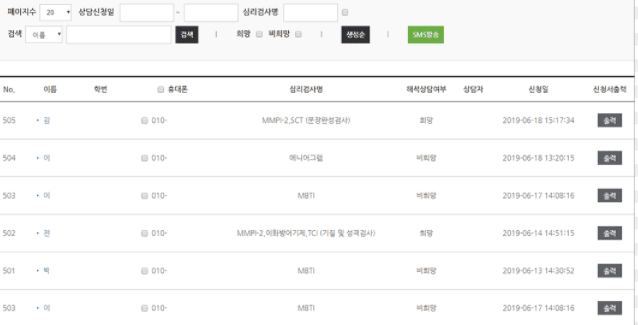 페이지수 20 상담신청일 - 심리검사명
검색 이름 검색 | 희망 비희망 | 생성순 | SMS발송
No. 이름 학번 휴대폰 심리검사명 해석상담여부 상담자 신청일 신청서출력
505 • 김 010- MMPI-2,SCT (문장완성검사) 희망 2019-06-18 15:17:34 출력
504 • 이 010- 에니어그램 비희망 2019-06-18 13:20:15 출력
503 • 이 010- MBTI 비희망 2019-06-17 14:08:16 출력
502 • 전 010- MMPI-2,이화방어기제,TCI (기질 및 성격검사) 희망 2019-06-14 14:51:15 출력
501 • 박 010- MBTI 비희망 2019-06-13 14:30:52 출력
503 • 이 010- MBTI 비희망 2019-06-17 14:08:16 출력